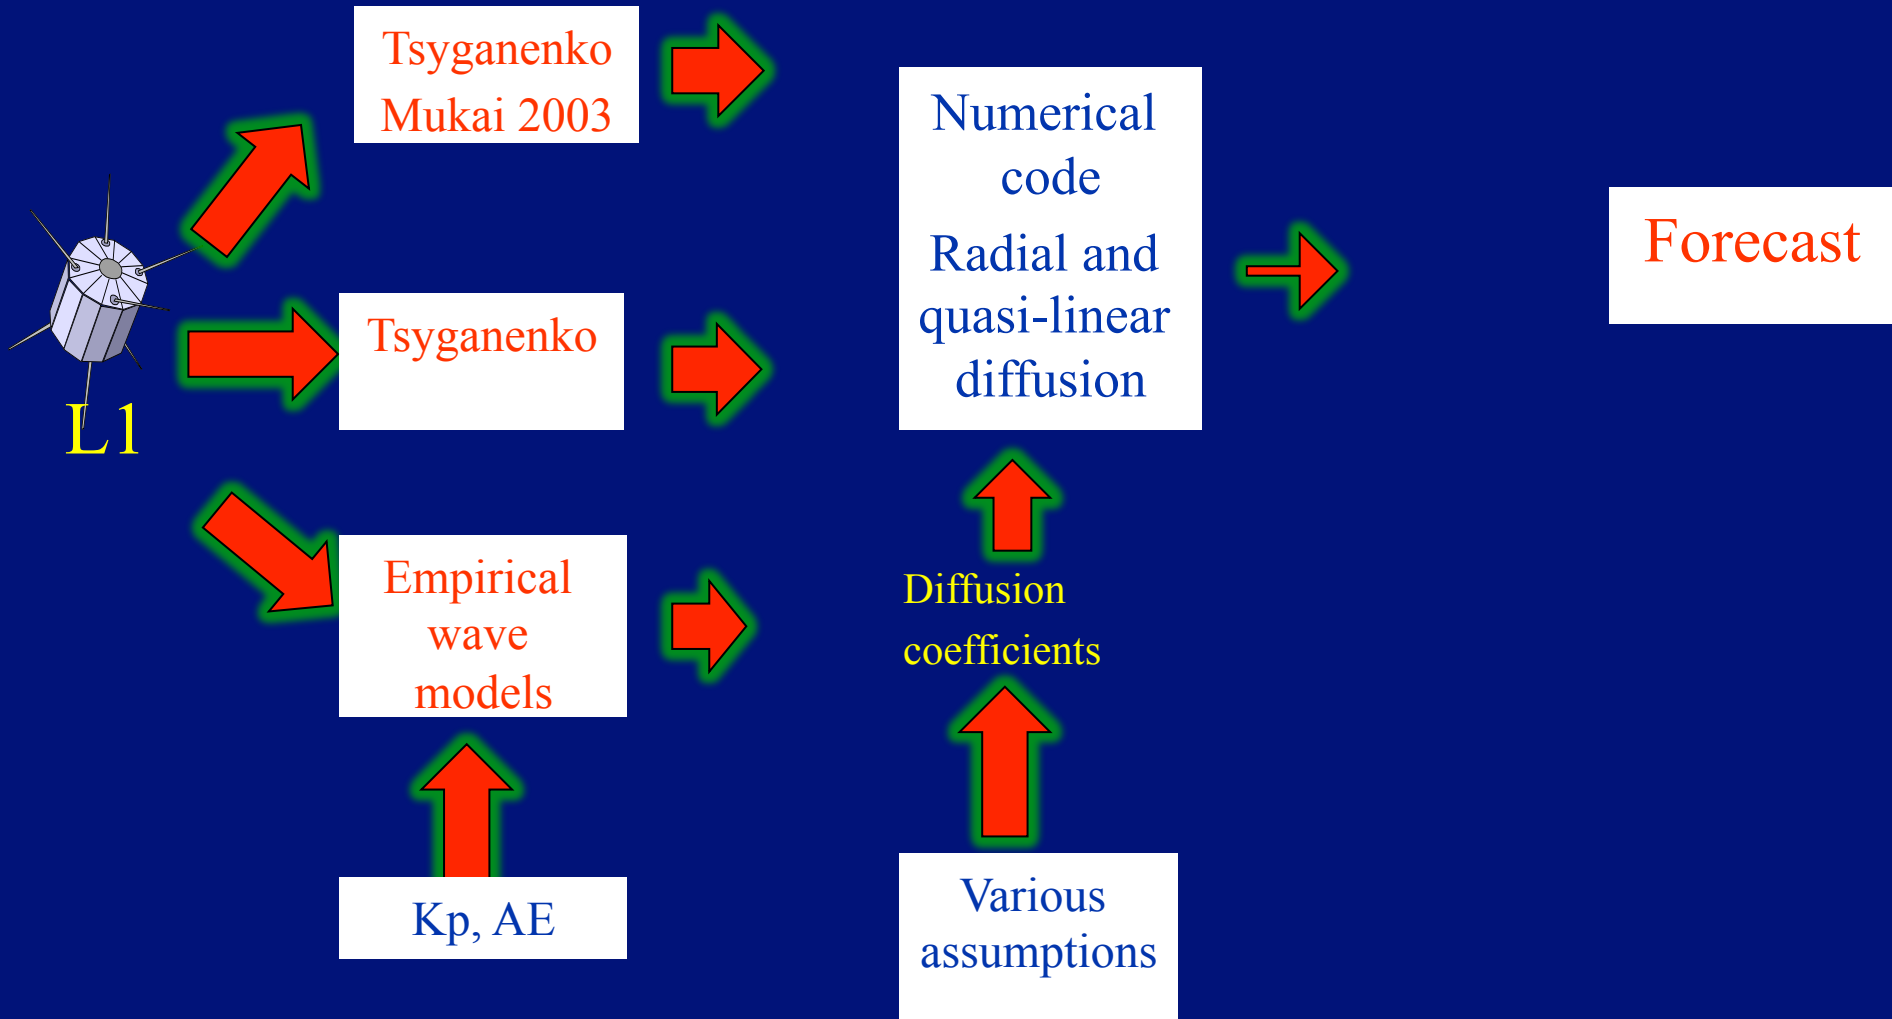 Tsyganenko
Mukai 2003
L1
Tsyganenko
Empirical
wave
models
Kp, AE
Numerical
code
Radial and
quasi-linear
diffusion
Diffusion
coefficients
Various
assumptions
Forecast